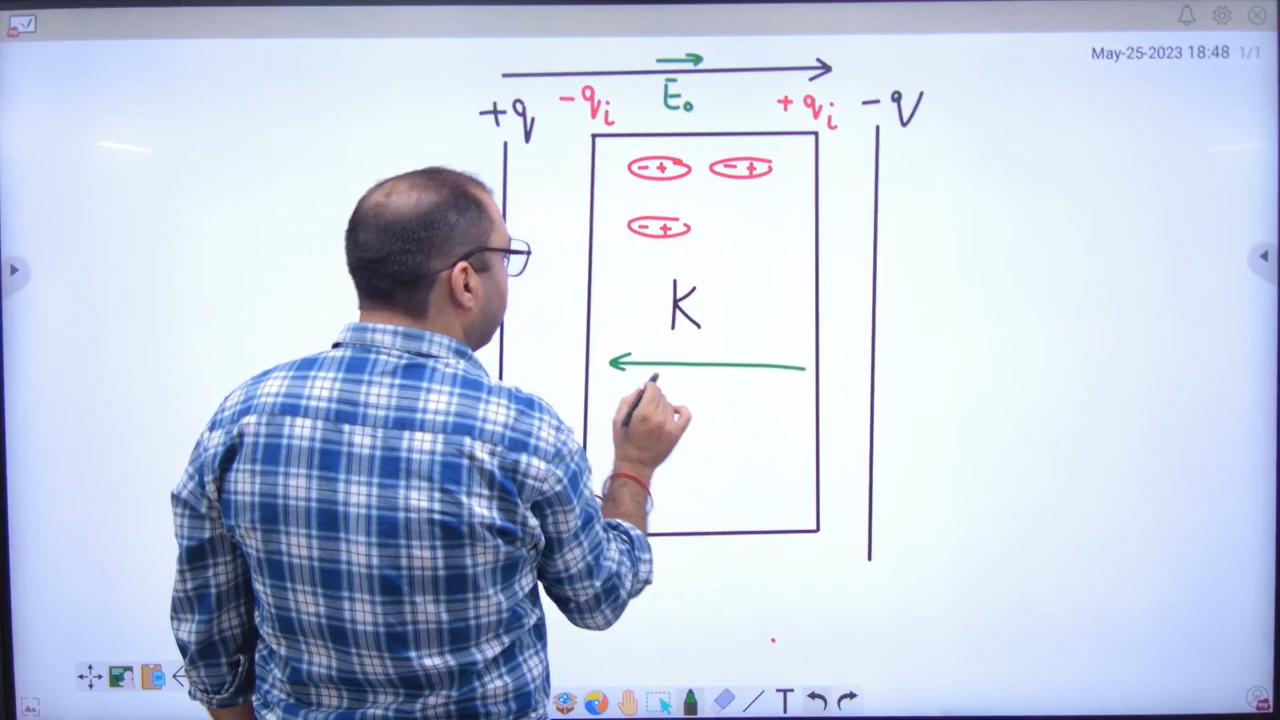 May-25-2023 18:48 1/1
E₀
+q -qᵢ +qᵢ -q
- + - +
- +
K
T